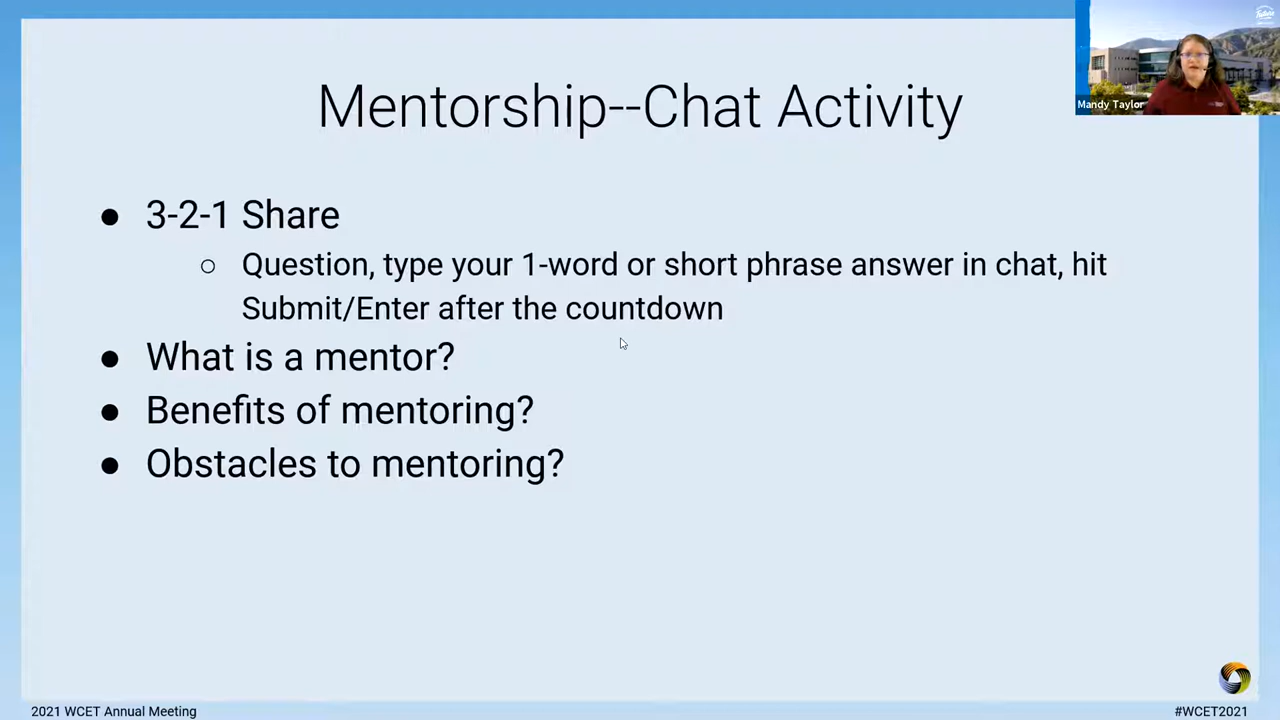 Mentorship--Chat Activity
Mandy Taylor
● 3-2-1 Share
○ Question, type your 1-word or short phrase answer in chat, hit
Submit/Enter after the countdown
● What is a mentor?
● Benefits of mentoring?
● Obstacles to mentoring?
2021 WCET Annual Meeting
#WCET2021